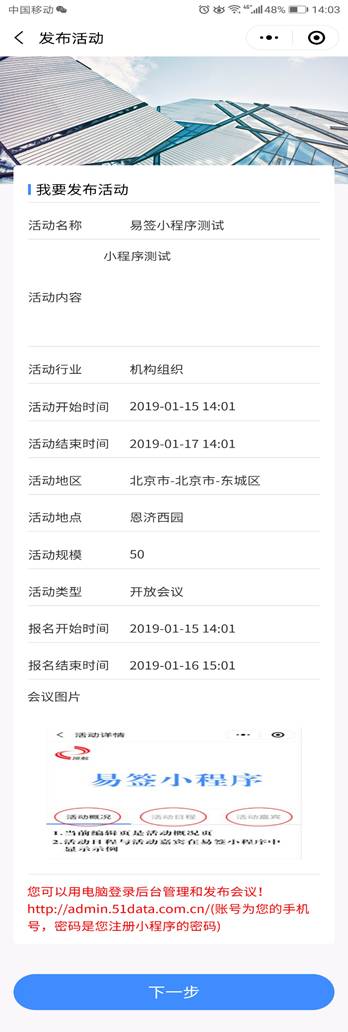 中国移动 48% 14:03
发布活动
我要发布活动
活动名称 易签小程序测试
小程序测试
活动内容
活动行业 机构组织
活动开始时间 2019-01-15 14:01
活动结束时间 2019-01-17 14:01
活动地区 北京市-北京市-东城区
活动地点 恩济西园
活动规模 50
活动类型 开放会议
报名开始时间 2019-01-15 14:01
报名结束时间 2019-01-16 15:01
会议图片
活动详情
易签小程序
活动概况 活动日程 活动嘉宾
1.当前编辑页是活动概况页
2.活动日程与活动嘉宾在易签小程序中
显示示例
您可以用电脑登录后台管理和发布会议！
http://admin.51data.com.cn/(账号为您的手机
号，密码是您注册小程序的密码)
下一步